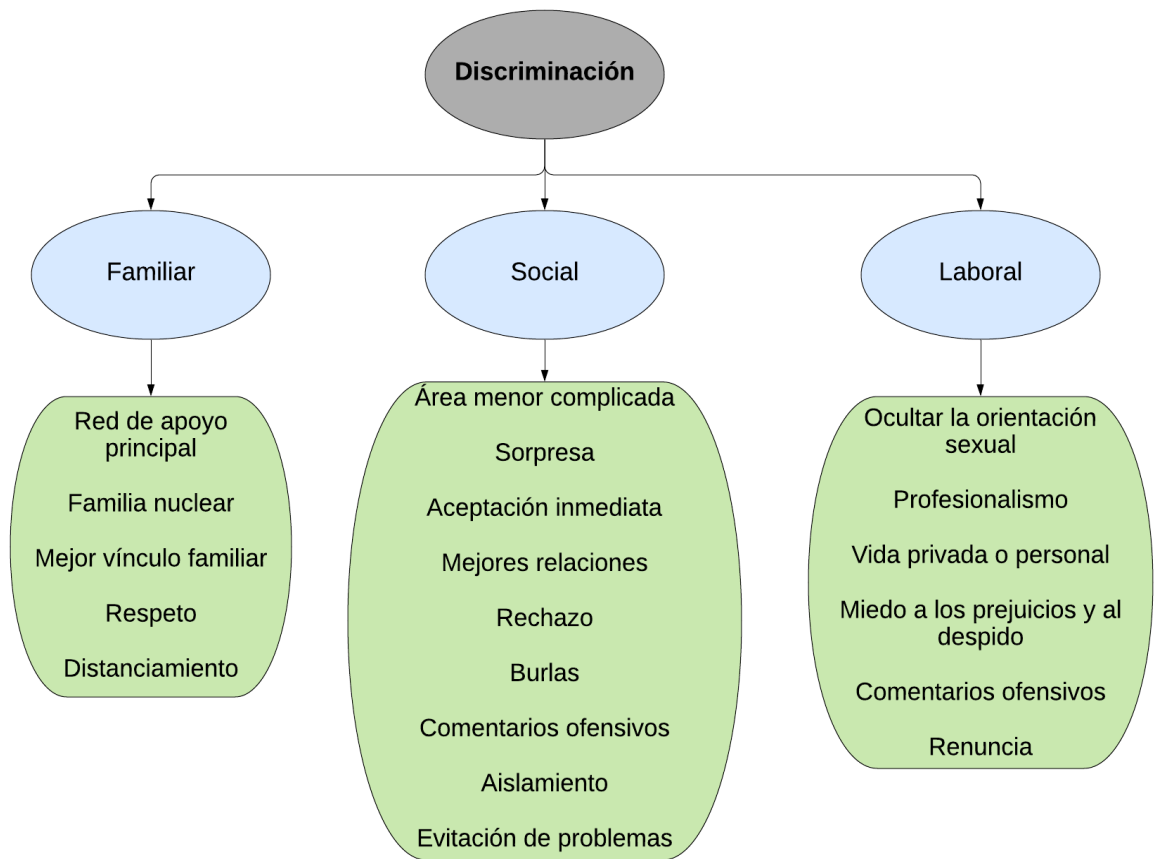 Discriminación
Familiar
Social
Laboral
Red de apoyo
principal
Familia nuclear
Mejor vínculo familiar
Respeto
Distanciamiento
Área menor complicada
Sorpresa
Aceptación inmediata
Mejores relaciones
Rechazo
Burlas
Comentarios ofensivos
Aislamiento
Evitación de problemas
Ocultar la orientación
sexual
Profesionalismo
Vida privada o personal
Miedo a los prejuicios y al
despido
Comentarios ofensivos
Renuncia